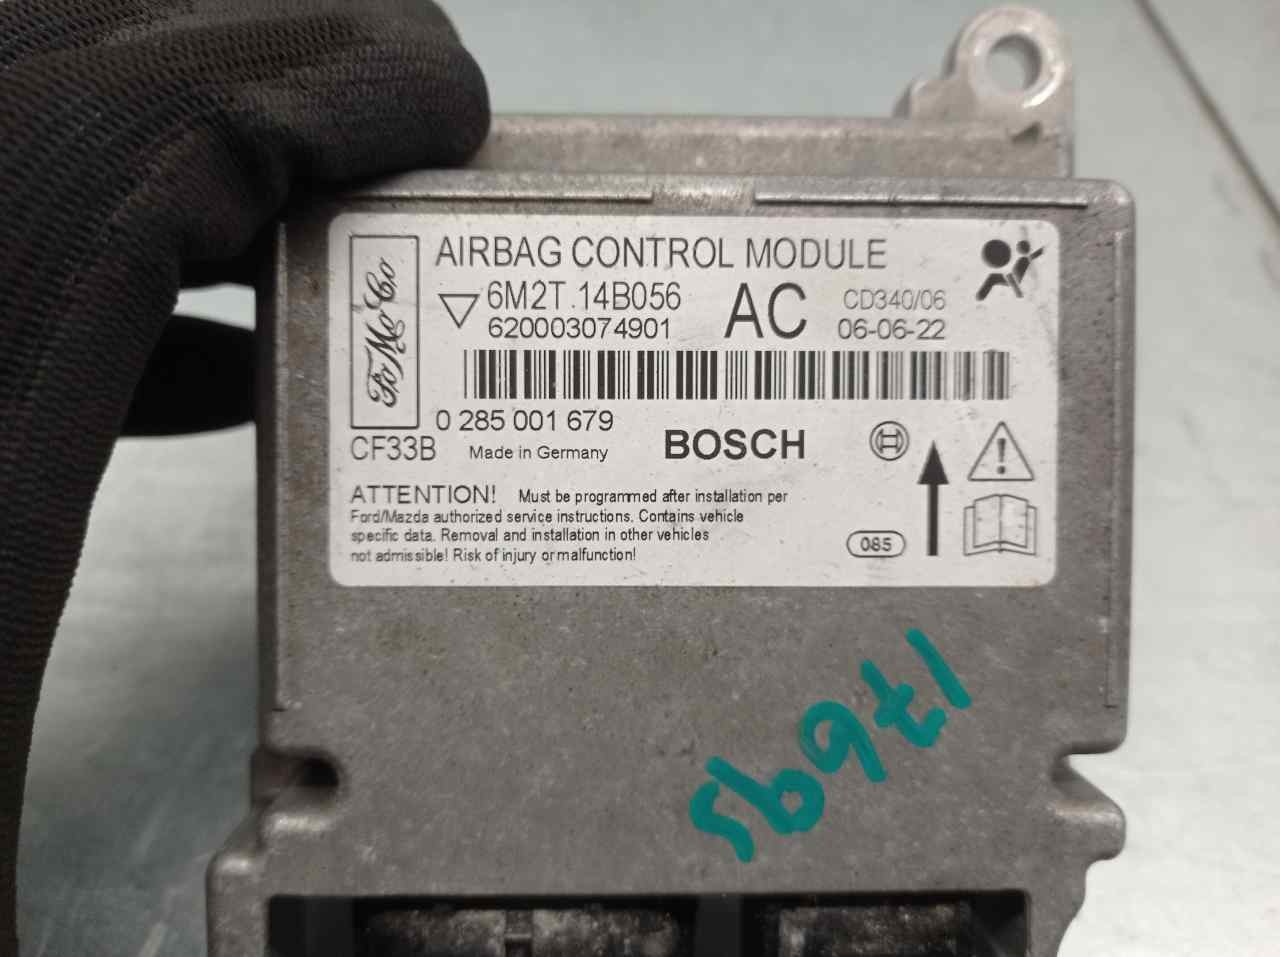 AIRBAG CONTROL MODULE
FoMoCo
6M2T.14B056 AC CD340/06
620003074901 06-06-22
0 285 001 679
CF33B Made in Germany BOSCH
ATTENTION! Must be programmed after installation per
Ford/Mazda authorized service instructions. Contains vehicle
specific data. Removal and installation in other vehicles
not admissible! Risk of injury or malfunction!
085